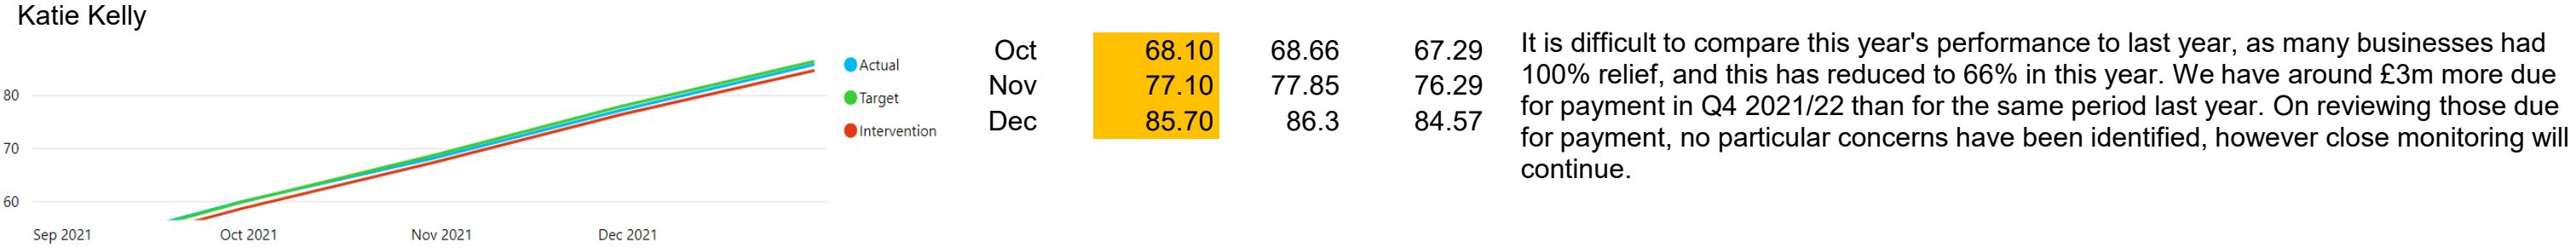 Katie Kelly
80
70
60
Sep 2021 Oct 2021 Nov 2021 Dec 2021
Actual
Target
Intervention
Oct 68.10 68.66 67.29
Nov 77.10 77.85 76.29
Dec 85.70 86.3 84.57
It is difficult to compare this year's performance to last year, as many businesses had
100% relief, and this has reduced to 66% in this year. We have around £3m more due
for payment in Q4 2021/22 than for the same period last year. On reviewing those due
for payment, no particular concerns have been identified, however close monitoring will
continue.